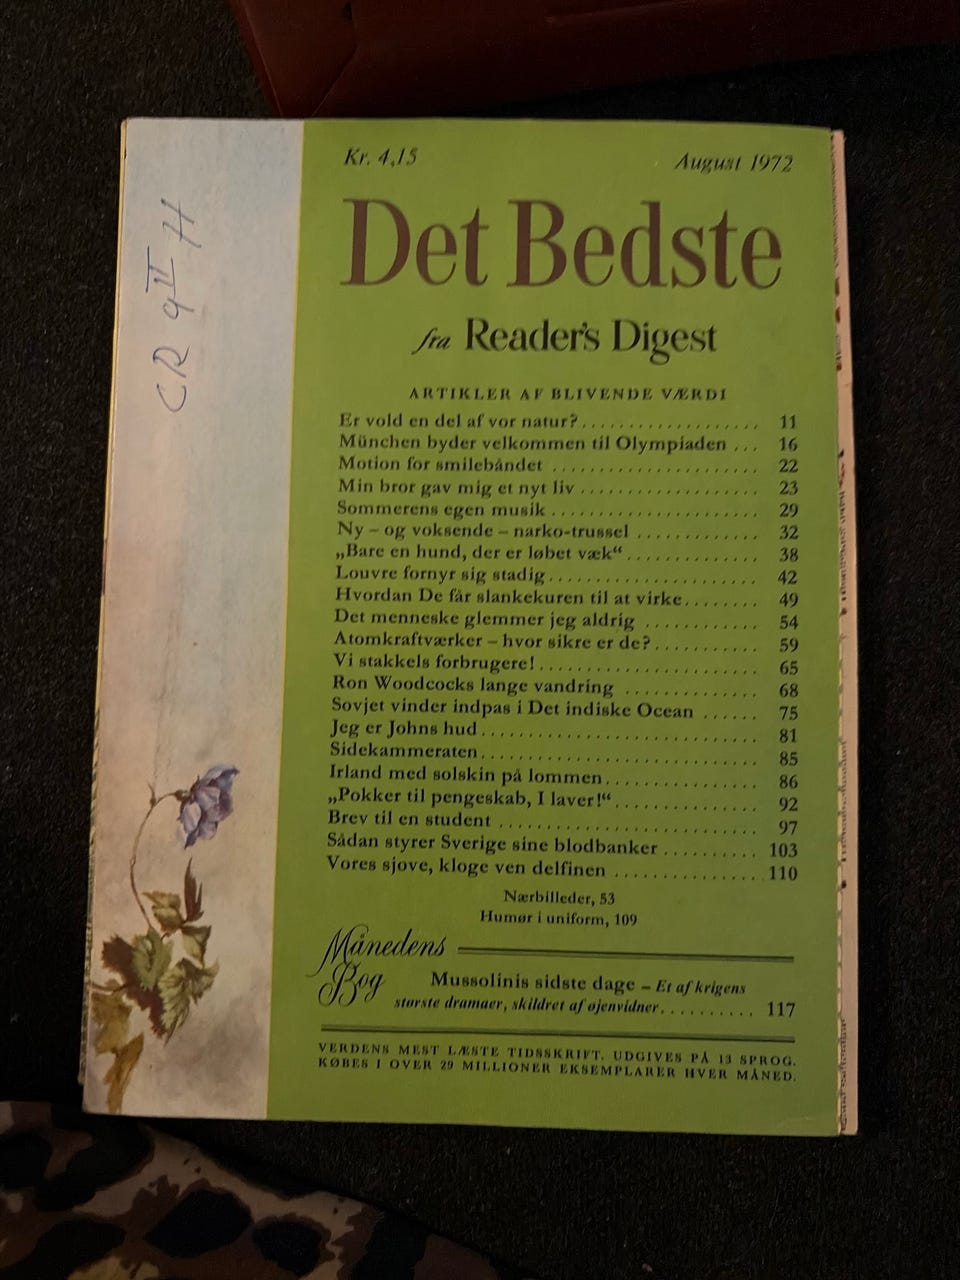 Kr. 4,15
August 1972
Det Bedste
fra Reader's Digest
ARTIKLER AF BLIVENDE VÆRDI
Er vold en del af vor natur? . . . . . . . . . . . . . . . . . . . 11
München byder velkommen til Olympiaden . . . 16
Motion for smilebåndet . . . . . . . . . . . . . . . . . . . . . . 22
Min bror gav mig et nyt liv . . . . . . . . . . . . . . . . . . . 23
Sommerens egen musik . . . . . . . . . . . . . . . . . . . . . . 29
Ny – og voksende – narko-trussel . . . . . . . . . . . . . 32
„Bare en hund, der er løbet væk“ . . . . . . . . . . . . . . 38
Louvre fornyr sig stadig . . . . . . . . . . . . . . . . . . . . . . 42
Hvordan De får slankekuren til at virke . . . . . . . . 49
Det menneske glemmer jeg aldrig . . . . . . . . . . . . 54
Atomkraftværker – hvor sikre er de? . . . . . . . . . . . 59
Vi stakkels forbrugere! . . . . . . . . . . . . . . . . . . . . . . . 65
Ron Woodcocks lange vandring . . . . . . . . . . . . . . 68
Sovjet vinder indpas i Det indiske Ocean . . . . . . 75
Jeg er Johns hud . . . . . . . . . . . . . . . . . . . . . . . . . . . . 81
Sidekammeraten . . . . . . . . . . . . . . . . . . . . . . . . . . . . 85
Irland med solskin på lommen . . . . . . . . . . . . . . . . 86
„Pokker til pengeskab, I laver!“ . . . . . . . . . . . . . . . 92
Brev til en student . . . . . . . . . . . . . . . . . . . . . . . . . . 97
Sådan styrer Sverige sine blodbanker . . . . . . . . . . 103
Vores sjove, kloge ven delfinen . . . . . . . . . . . . . . . 110
Nærbilleder, 53
Humør i uniform, 109
Månedens
Bog
Mussolinis sidste dage – Et af krigens
største dramaer, skildret af øjenvidner . . . . . . . . . . 117
VERDENS MEST LÆSTE TIDSSKRIFT. UDGIVES PÅ 13 SPROG.
KØBES I OVER 29 MILLIONER EKSEMPLARER HVER MÅNED.
CR 9 II H